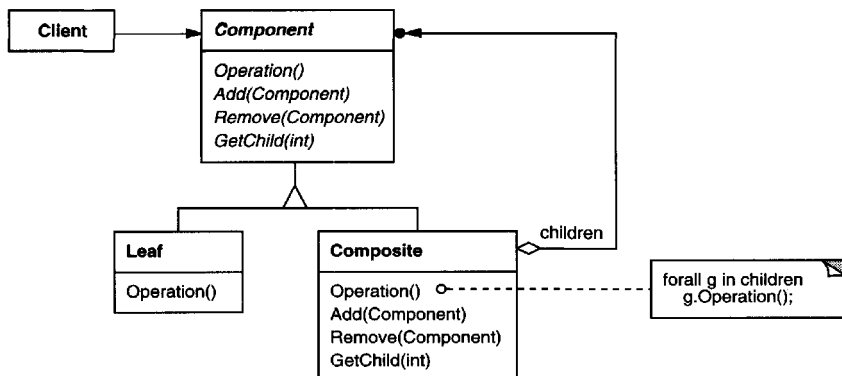 Client
Component
Operation()
Add(Component)
Remove(Component)
GetChild(int)
Leaf
Operation()
Composite
Operation()
Add(Component)
Remove(Component)
GetChild(int)
children
forall g in children
g.Operation();